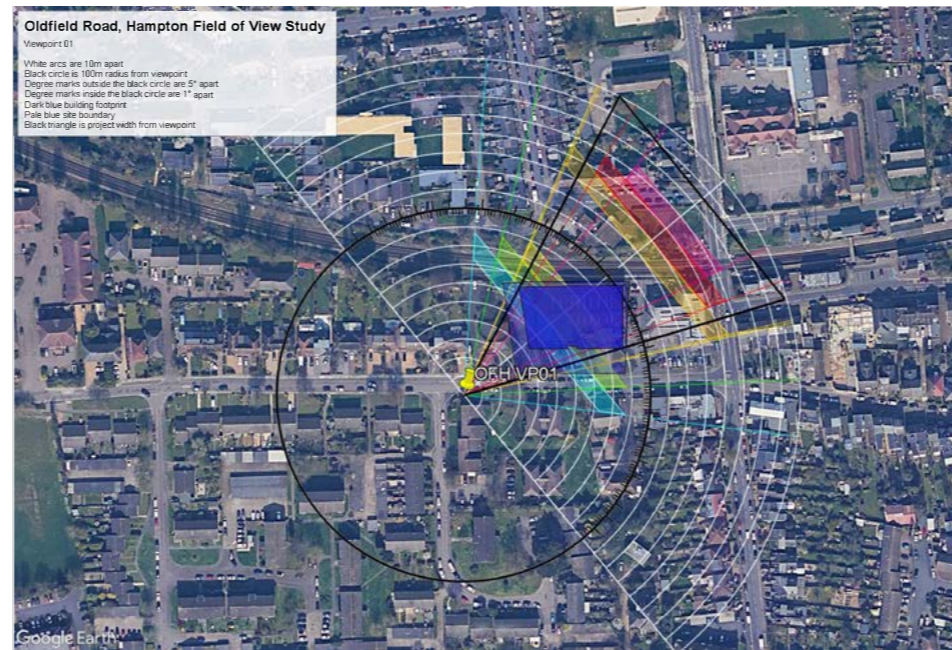 Oldfield Road, Hampton Field of View Study
Viewpoint 01
White arcs are 10m apart
Black circle is 100m radius from viewpoint
Degree marks outside the black circle are 5° apart
Degree marks inside the black circle are 1° apart
Dark blue building footprint
Pale blue site boundary
Black triangle is project width from viewpoint
OFH VP01
Google Earth